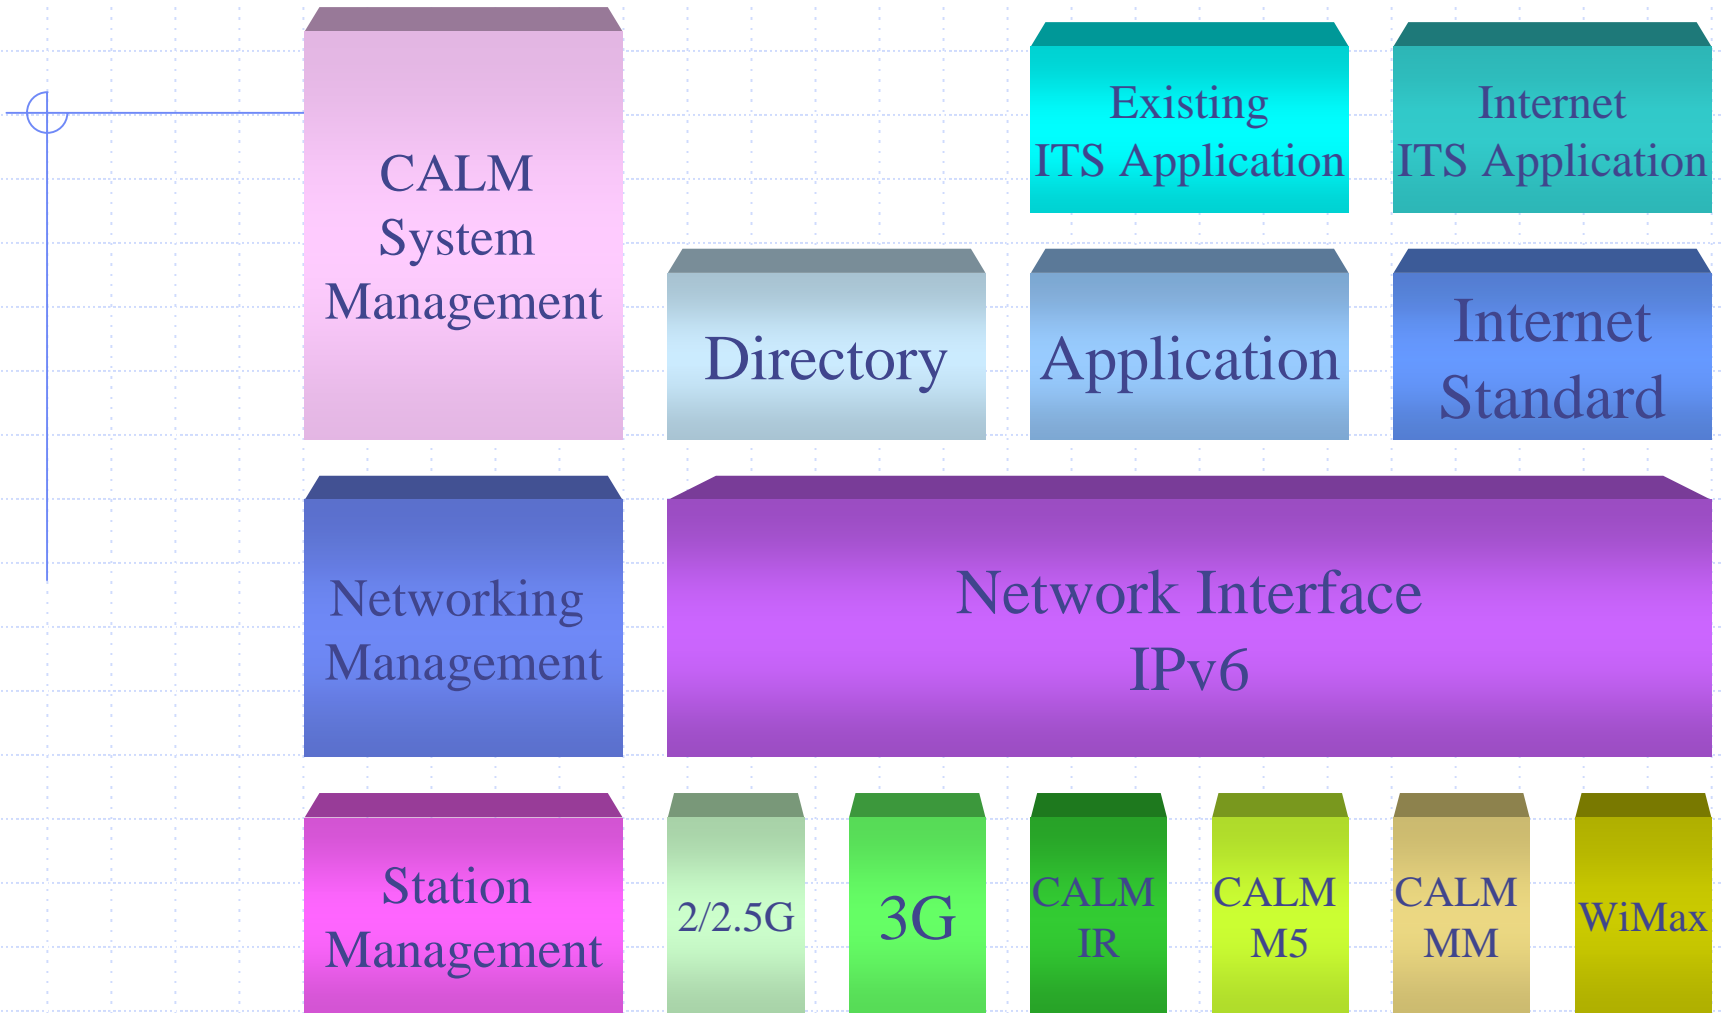 CALM
System
Management
Existing
ITS Application
Internet
ITS Application
Directory
Application
Internet
Standard
Networking
Management
Network Interface
IPv6
Station
Management
2/2.5G
3G
CALM
IR
CALM
M5
CALM
MM
WiMax